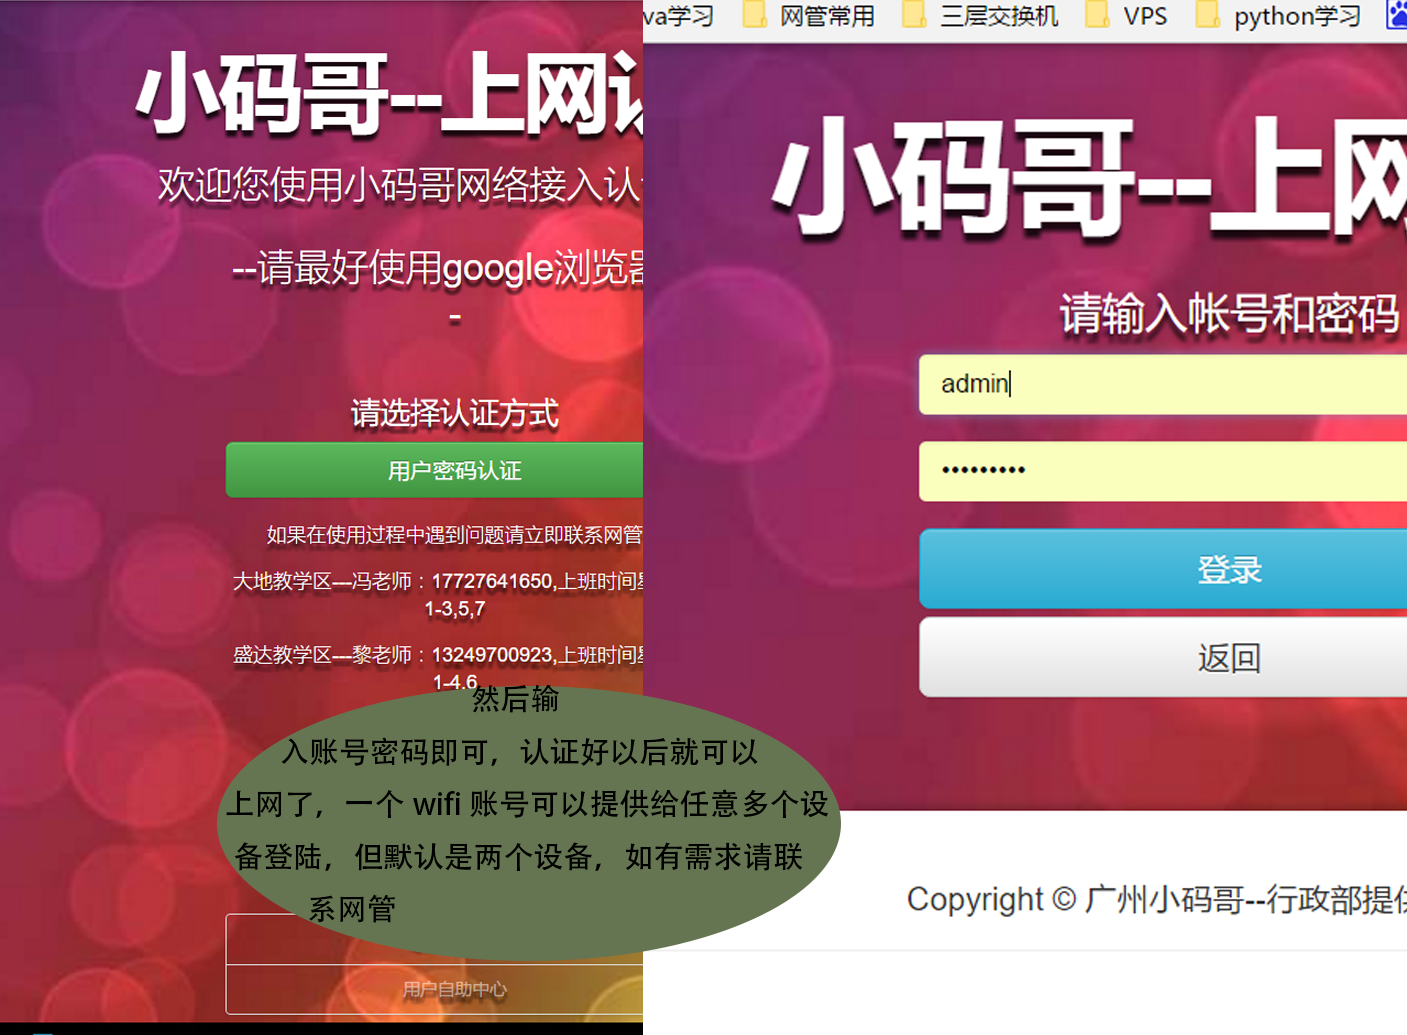 小码哥--上网认
欢迎您使用小码哥网络接入认
--请最好使用google浏览器
-
请选择认证方式
用户密码认证
如果在使用过程中遇到问题请立即联系网管
大地教学区---冯老师：17727641650,上班时间星
1-3,5,7
盛达教学区---黎老师：13249700923,上班时间星
1-4.6
然后输
入账号密码即可，认证好以后就可以
上网了，一个 wifi 账号可以提供给任意多个设
备登陆，但默认是两个设备，如有需求请联
系网管
用户自助中心
va学习 网管常用 三层交换机 VPS python学习
小码哥--上网
请输入帐号和密码
admin
•••••••••
登录
返回
Copyright © 广州小码哥--行政部提供